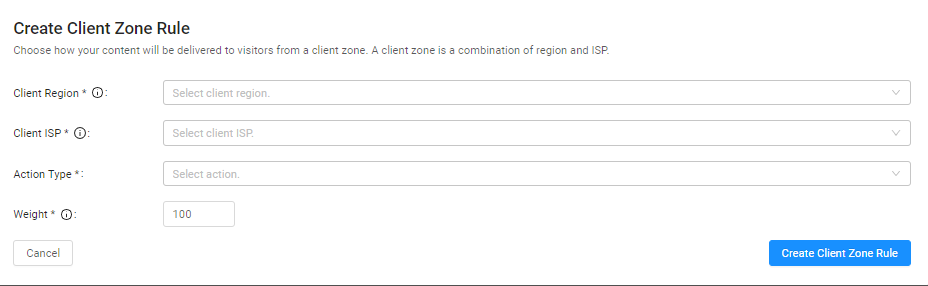 Create Client Zone Rule
Choose how your content will be delivered to visitors from a client zone. A client zone is a combination of region and ISP.
Client Region * ⓘ: Select client region.
Client ISP * ⓘ: Select client ISP.
Action Type *: Select action.
Weight * ⓘ: 100
Cancel Create Client Zone Rule